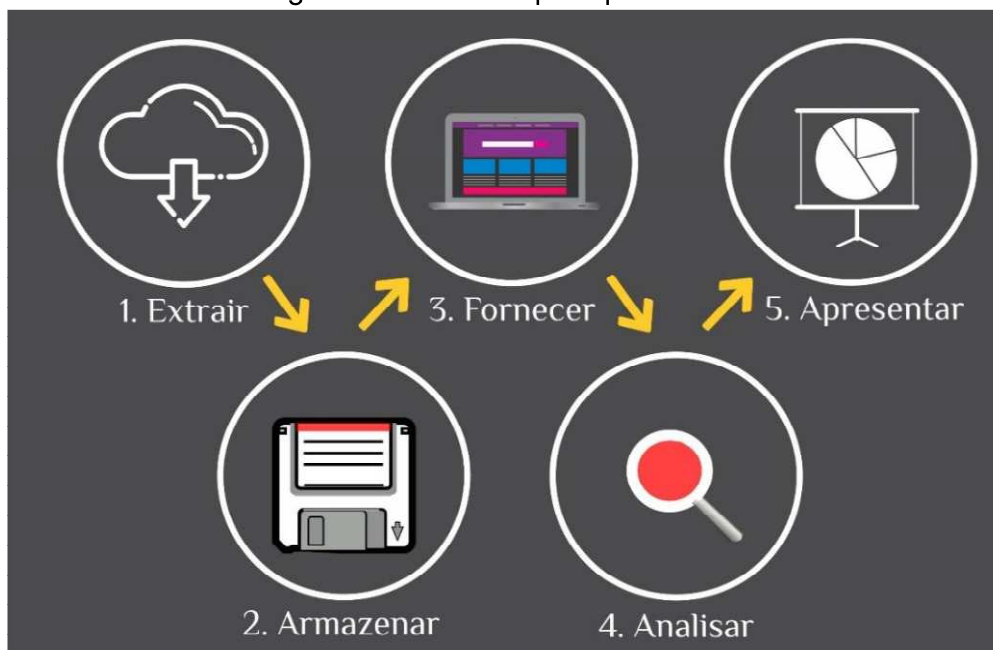 1. Extrair
2. Armazenar
3. Fornecer
4. Analisar
5. Apresentar